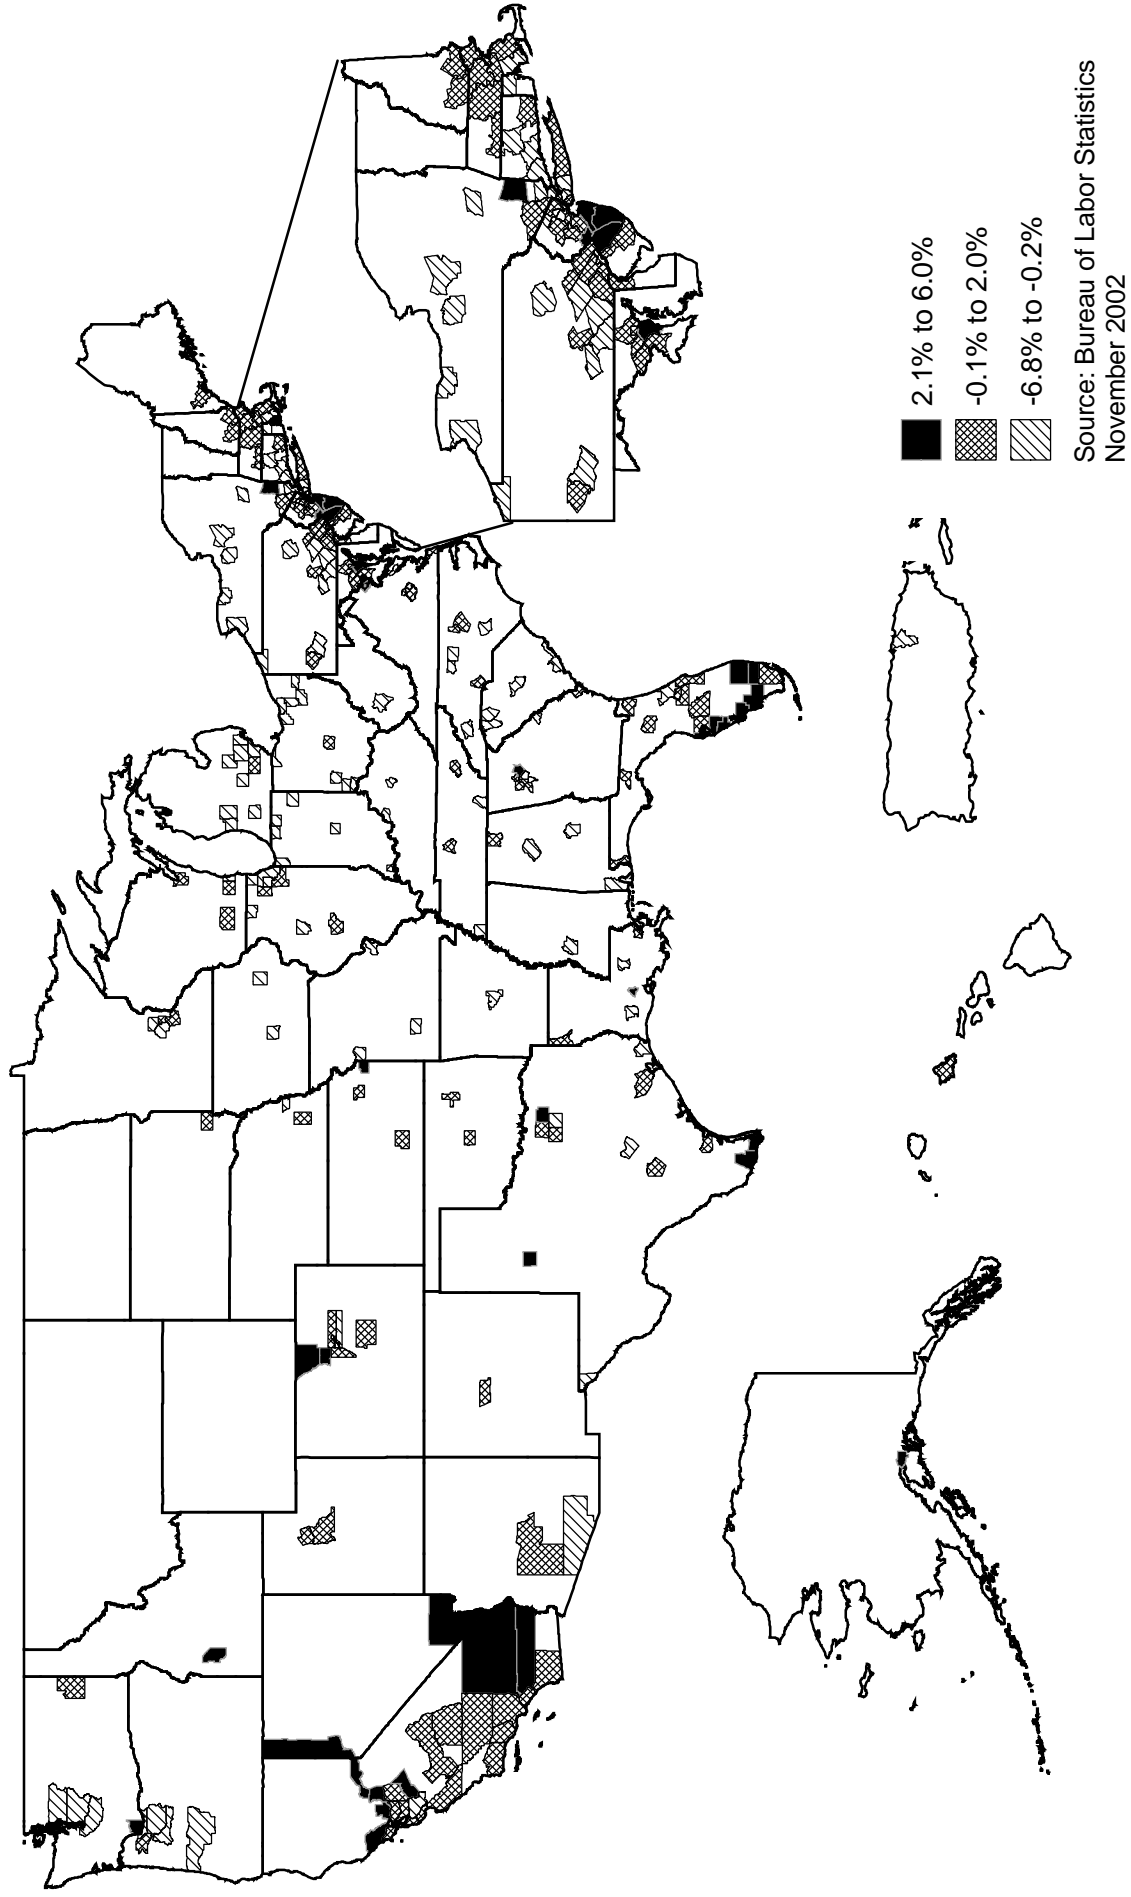 2.1% to 6.0%
-0.1% to 2.0%
-6.8% to -0.2%
Source: Bureau of Labor Statistics
November 2002